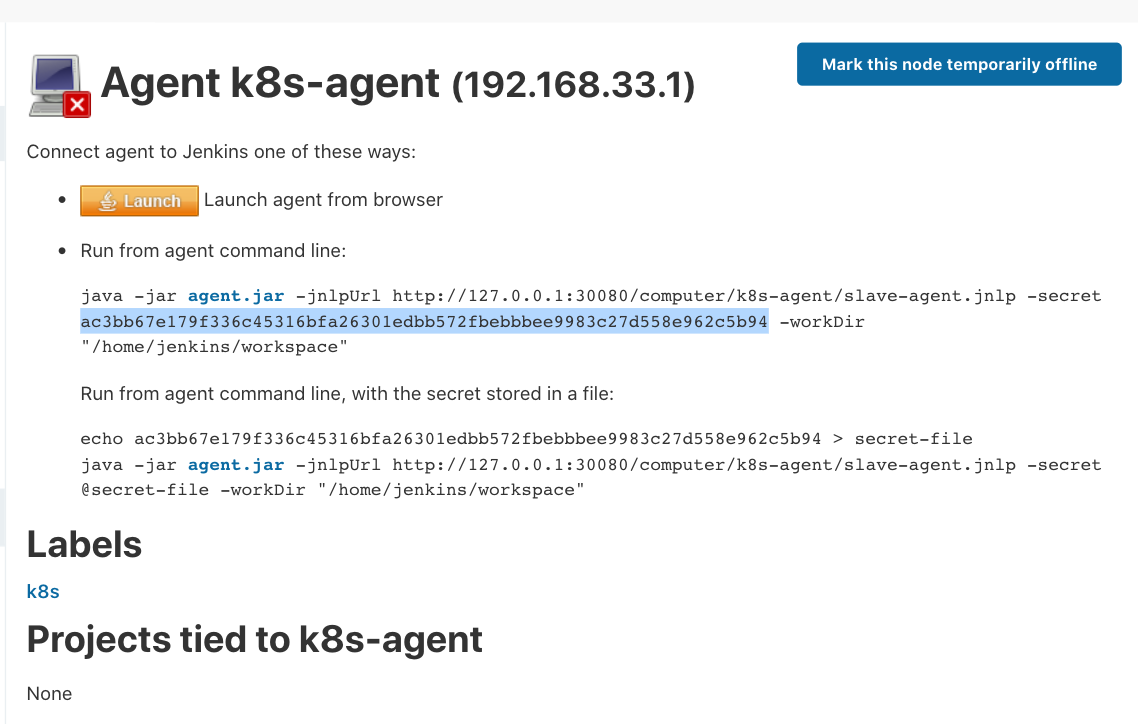 Agent k8s-agent (192.168.33.1)
Mark this node temporarily offline
Connect agent to Jenkins one of these ways:
Launch Launch agent from browser
Run from agent command line:
java -jar agent.jar -jnlpUrl http://127.0.0.1:30080/computer/k8s-agent/slave-agent.jnlp -secret
ac3bb67e179f336c45316bfa26301edbb572fbebbbee9983c27d558e962c5b94 -workDir
"/home/jenkins/workspace"
Run from agent command line, with the secret stored in a file:
echo ac3bb67e179f336c45316bfa26301edbb572fbebbbee9983c27d558e962c5b94 > secret-file
java -jar agent.jar -jnlpUrl http://127.0.0.1:30080/computer/k8s-agent/slave-agent.jnlp -secret
@secret-file -workDir "/home/jenkins/workspace"
Labels
k8s
Projects tied to k8s-agent
None